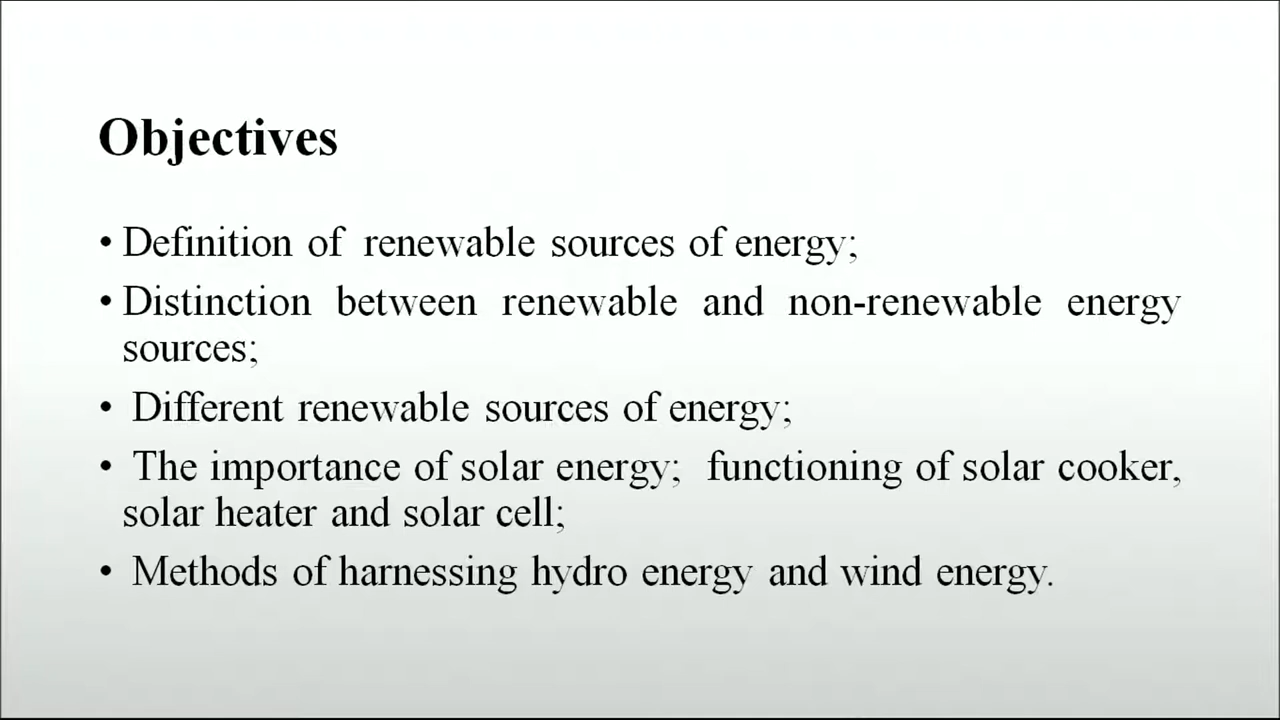 Objectives
• Definition of renewable sources of energy;
• Distinction between renewable and non-renewable energy
sources;
• Different renewable sources of energy;
• The importance of solar energy; functioning of solar cooker,
solar heater and solar cell;
• Methods of harnessing hydro energy and wind energy.